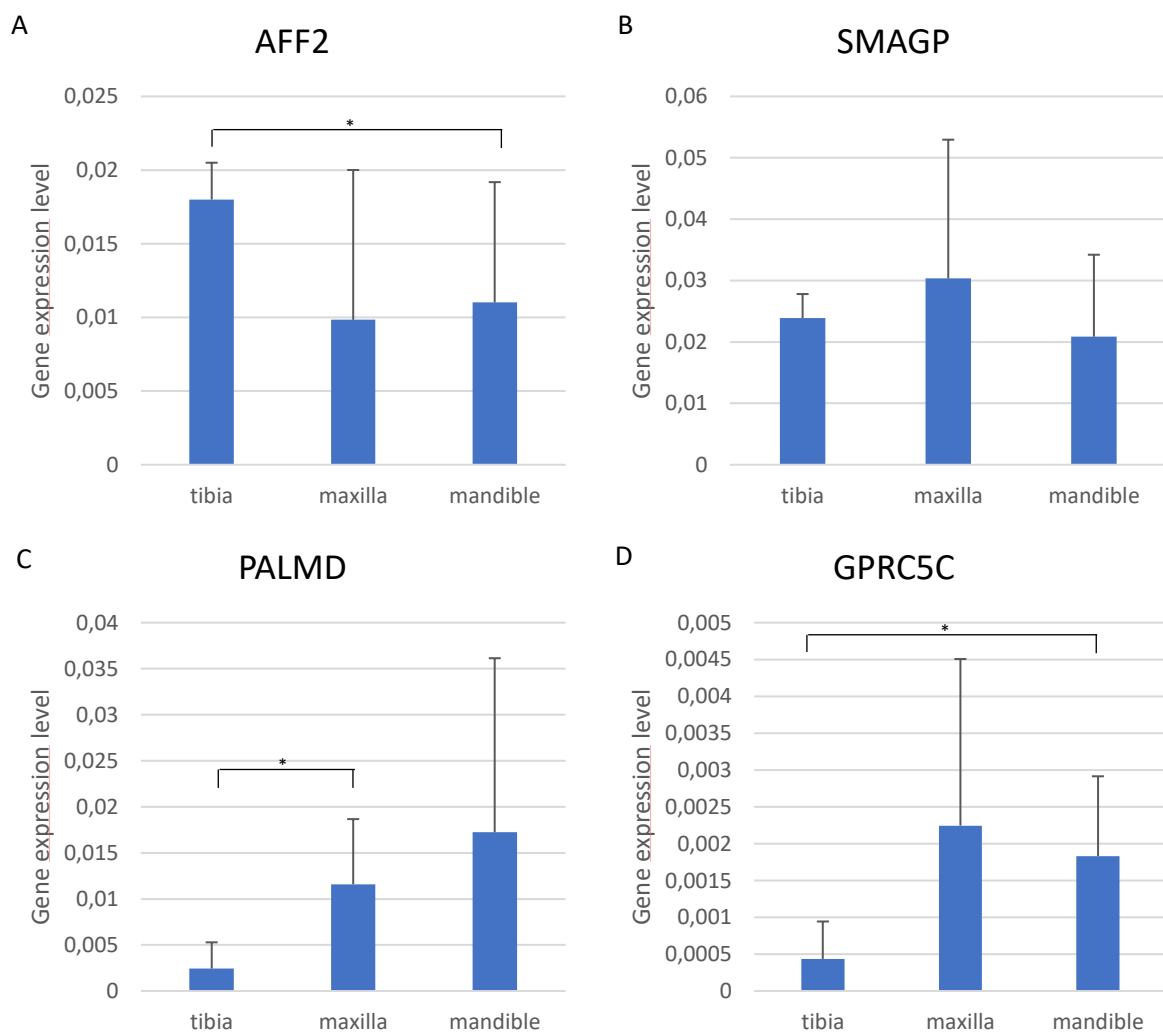 A
AFF2
Gene expression level
0,025
0,02
0,015
0,01
0,005
0
*
tibia maxilla mandible
B
SMAGP
Gene expression level
0,06
0,05
0,04
0,03
0,02
0,01
0
tibia maxilla mandible
C
PALMD
Gene expression level
0,04
0,035
0,03
0,025
0,02
0,015
0,01
0,005
0
*
tibia maxilla mandible
D
GPRC5C
Gene expression level
0,005
0,0045
0,004
0,0035
0,003
0,0025
0,002
0,0015
0,001
0,0005
0
*
tibia maxilla mandible